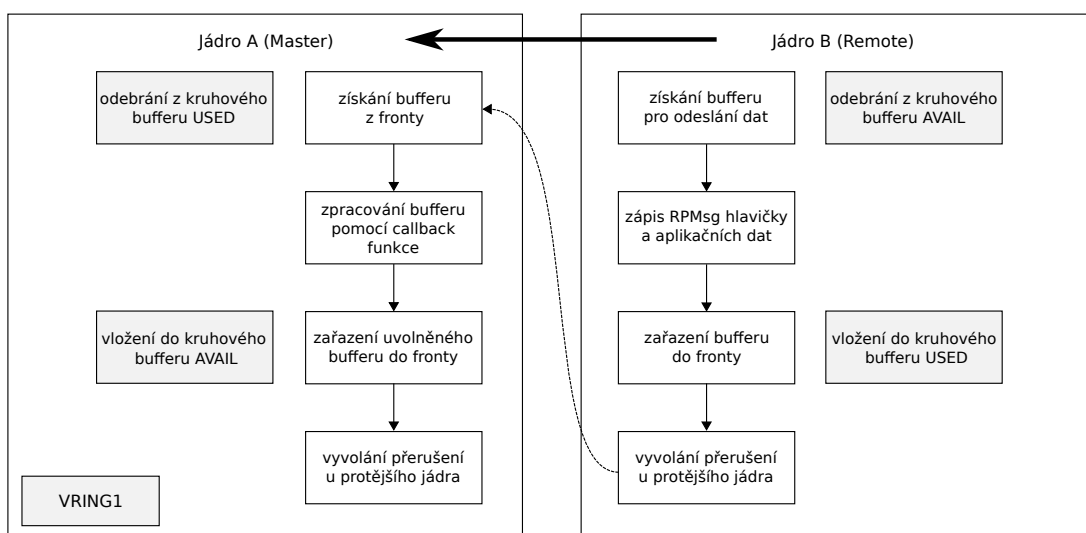 Jádro A (Master)
odebrání z kruhového
bufferu USED
získání bufferu
z fronty
zpracování bufferu
pomocí callback
funkce
vložení do kruhového
bufferu AVAIL
zařazení uvolněného
bufferu do fronty
vyvolání přerušení
u protějšího jádra
VRING1
Jádro B (Remote)
získání bufferu
pro odeslání dat
odebrání z kruhového
bufferu AVAIL
zápis RPMsg hlavičky
a aplikačních dat
zařazení bufferu
do fronty
vložení do kruhového
bufferu USED
vyvolání přerušení
u protějšího jádra